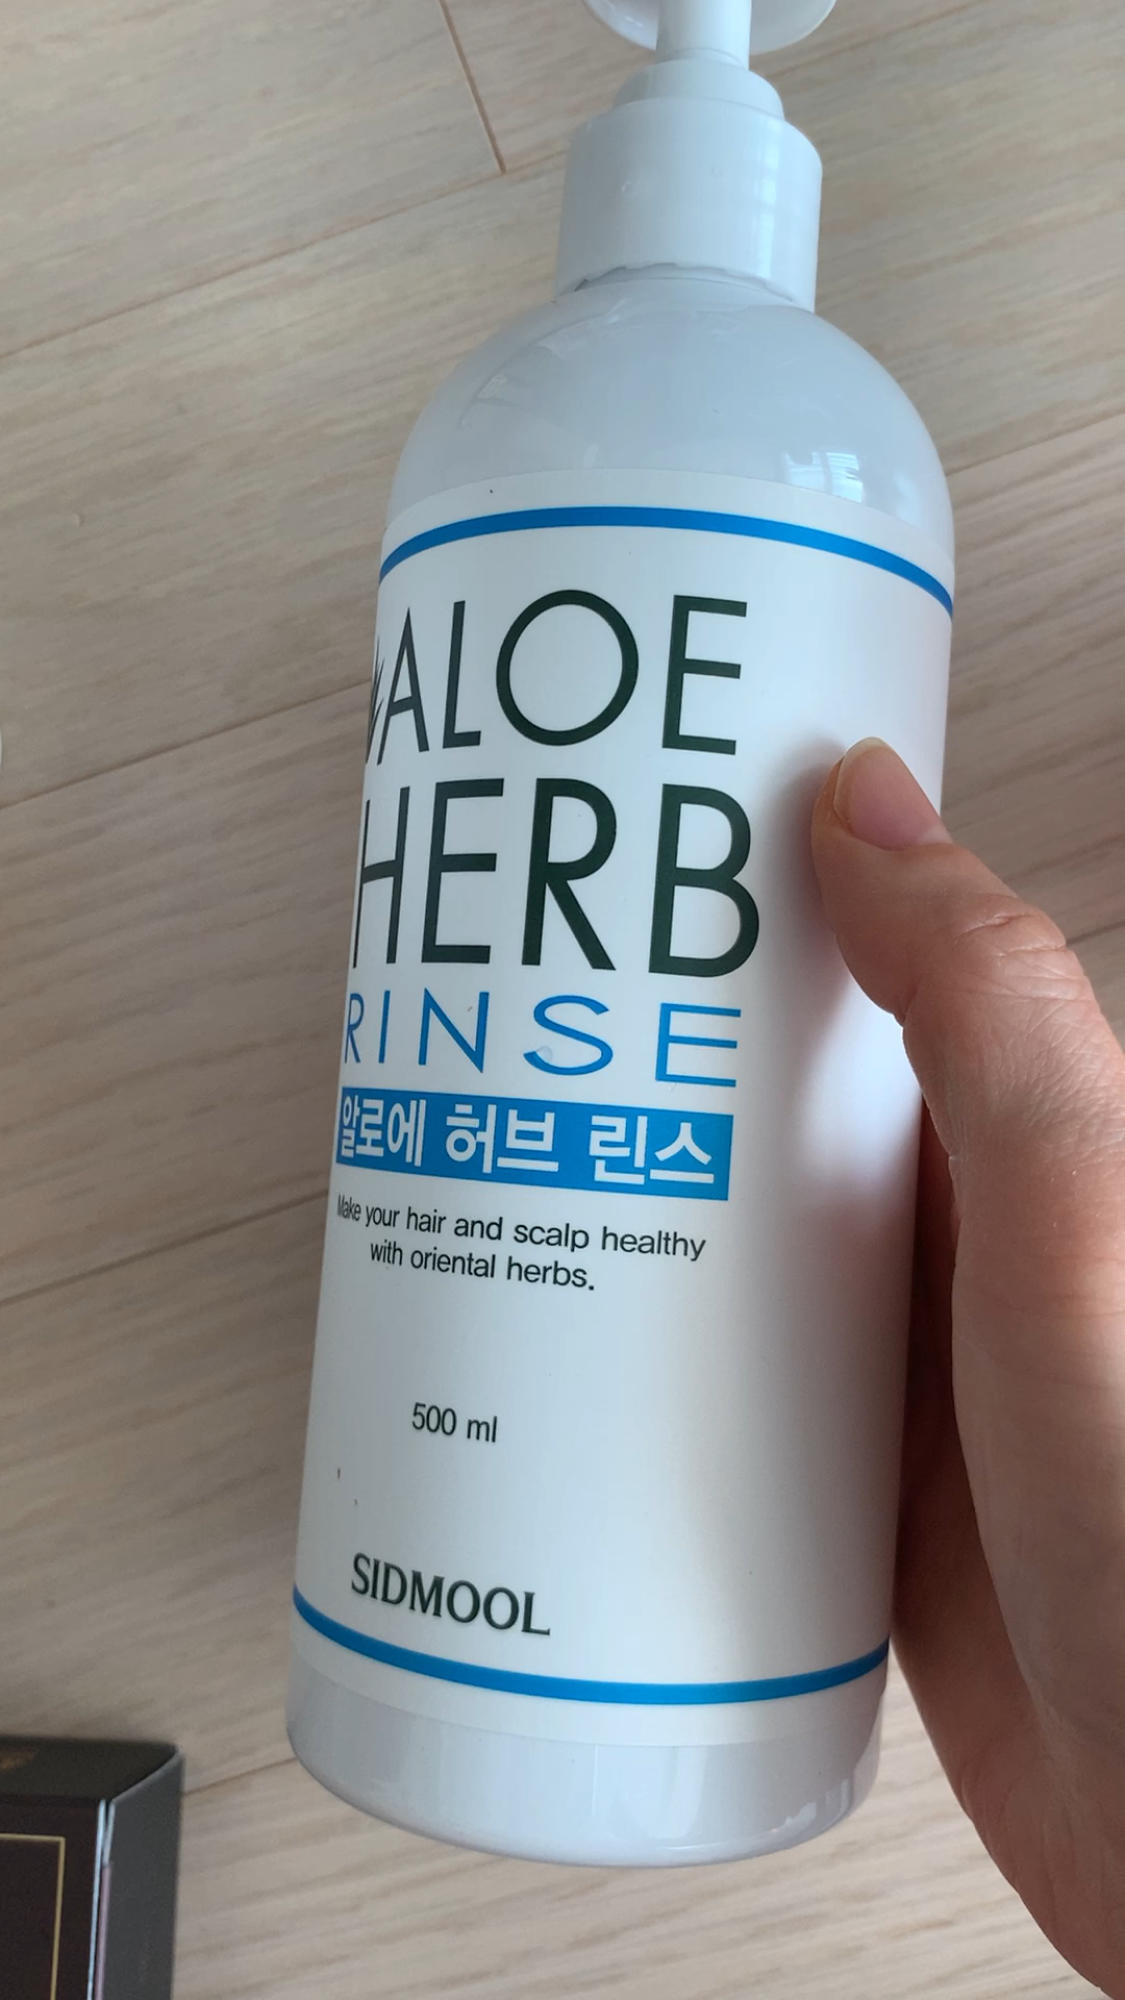 ALOE
HERB
RINSE
알로에 허브 린스
Make your hair and scalp healthy
with oriental herbs.
500 ml
SIDMOOL